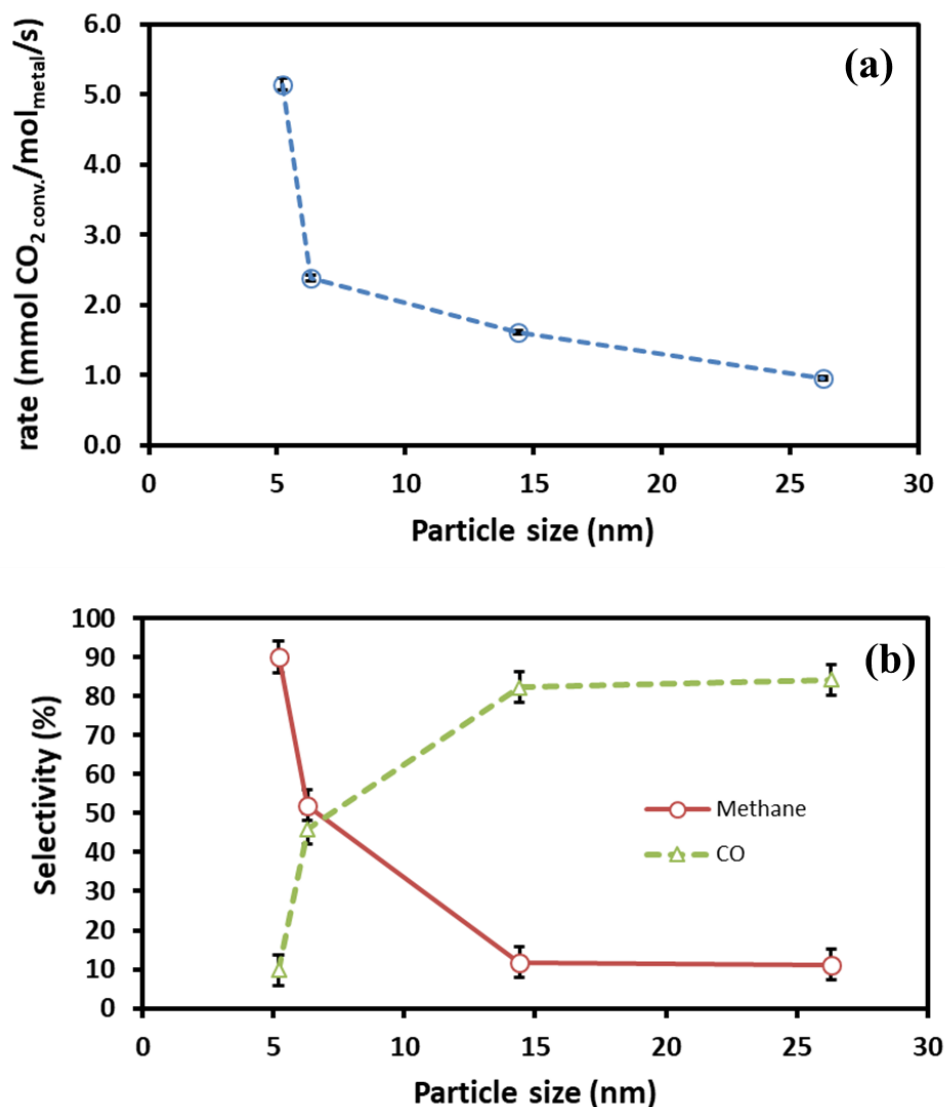 (a)
rate (mmol CO2 conv./molmetal/s)
6.0
5.0
4.0
3.0
2.0
1.0
0.0
0 5 10 15 20 25 30
Particle size (nm)
(b)
Selectivity (%)
100
90
80
70
60
50
40
30
20
10
0
Methane
CO
0 5 10 15 20 25 30
Particle size (nm)